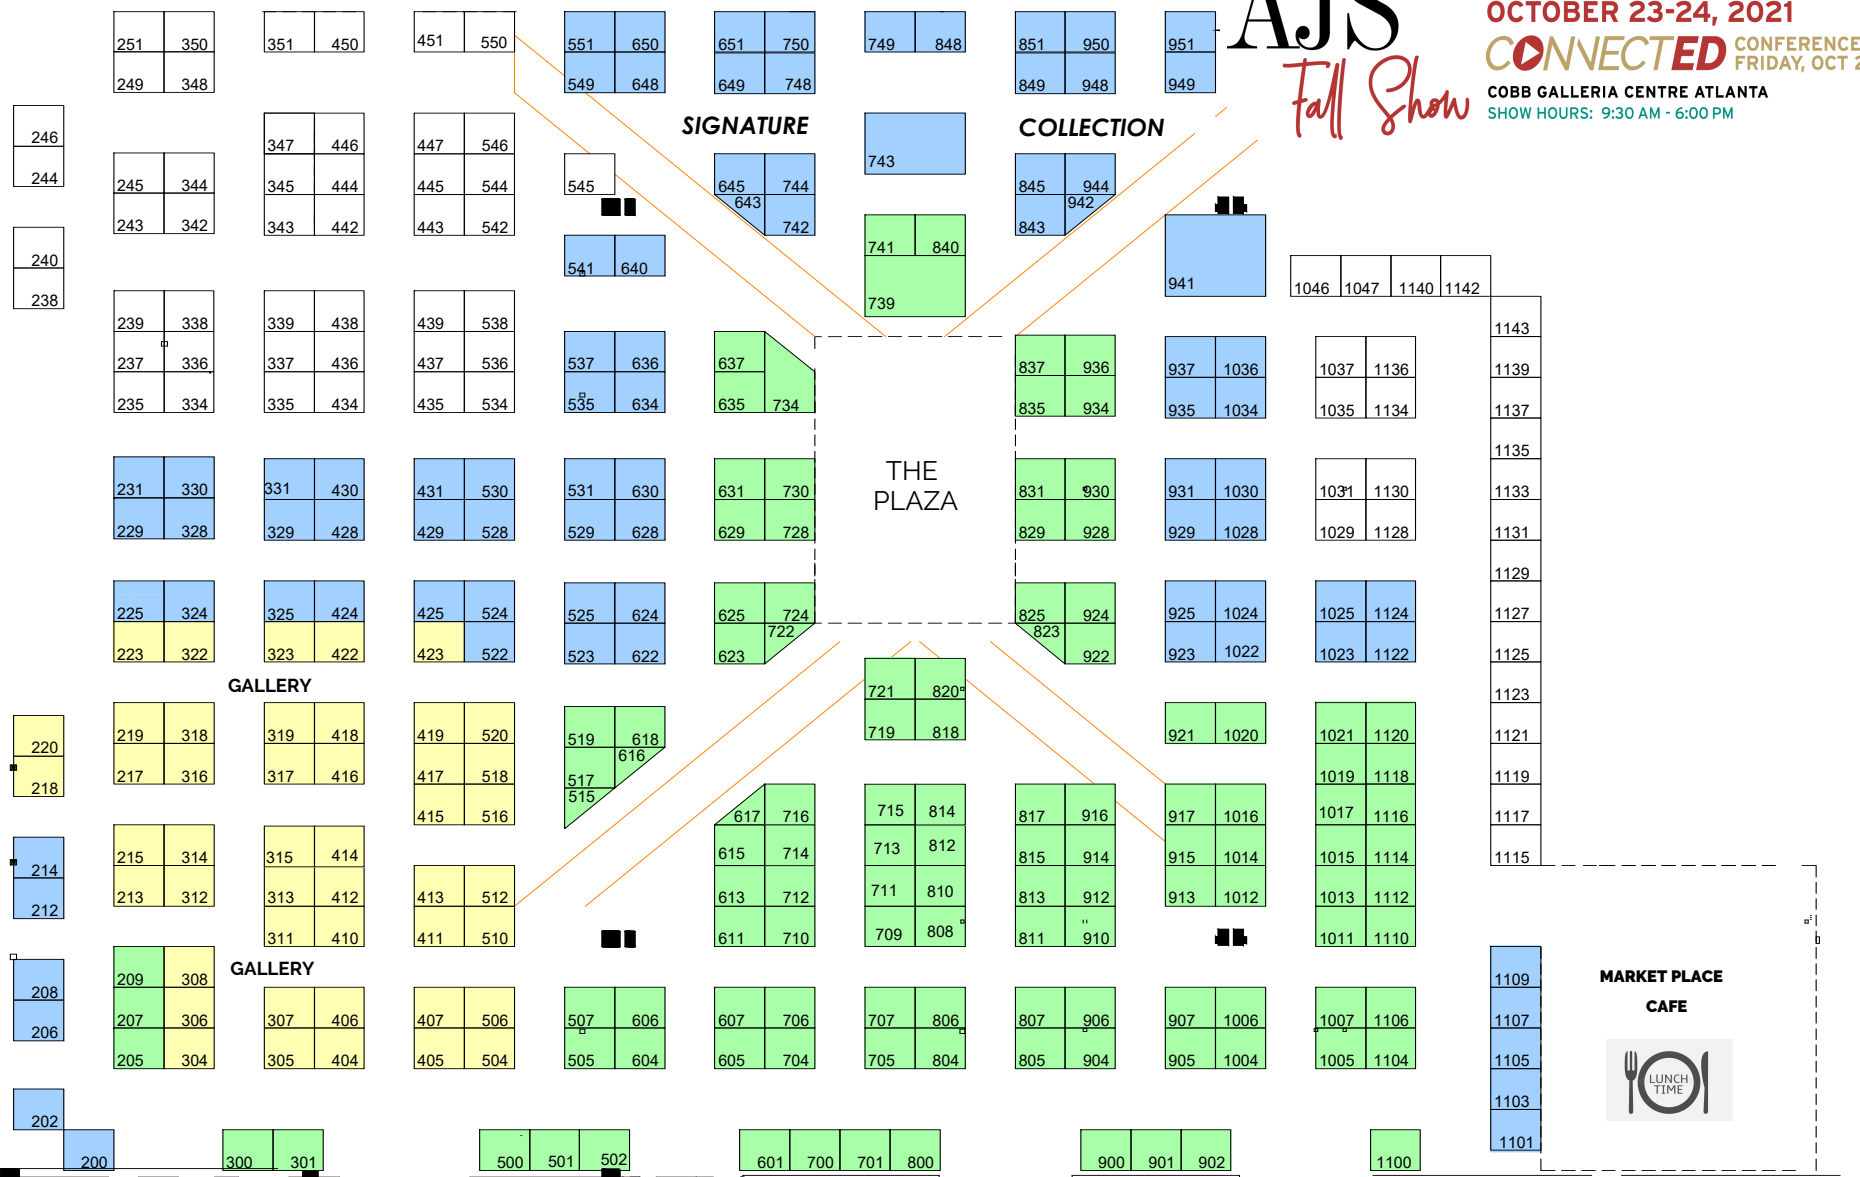 AJS
Fall Show
OCTOBER 23-24, 2021
CONNECTED CONFERENCE
FRIDAY, OCT 2
COBB GALLERIA CENTRE ATLANTA
SHOW HOURS: 9:30 AM - 6:00 PM
251 350 351 450 451 550 551 650 651 750 749 848 851 950 951
249 348 549 648 649 748 849 948 949
SIGNATURE COLLECTION
246 347 446 447 546 743
244 245 344 345 444 445 544 545 645 744 845 944
643 942
243 342 343 442 443 542 742 843
240 541 640 741 840
238 739 941 1046 1047 1140 1142
239 338 339 438 439 538 1143
237 336 337 436 437 536 537 636 637 837 936 937 1036 1037 1136 1139
235 334 335 434 435 534 535 634 635 734 835 934 935 1034 1035 1134 1137
1135
THE
PLAZA
231 330 331 430 431 530 531 630 631 730 831 930 931 1030 1031 1130 1133
229 328 329 428 429 528 529 628 629 728 829 928 929 1028 1029 1128 1131
1129
225 324 325 424 425 524 525 624 625 724 825 924 925 1024 1025 1124 1127
722 823
223 322 323 422 423 522 523 622 623 922 923 1022 1023 1122 1125
GALLERY
721 820 1123
220 219 318 319 418 419 520 519 618 719 818 921 1020 1021 1120 1121
616
218 217 316 317 416 417 518 517 1019 1118 1119
515
415 516 617 716 715 814 817 916 917 1016 1017 1116 1117
214 215 314 315 414 615 714 713 812 815 914 915 1014 1015 1114 1115
212 213 312 313 412 413 512 613 712 711 810 813 912 913 1012 1013 1112
311 410 411 510 611 710 709 808 811 910 1011 1110
GALLERY
208 209 308 1109
MARKET PLACE
CAFE
206 207 306 307 406 407 506 507 606 607 706 707 806 807 906 907 1006 1007 1106 1107
205 304 305 404 405 504 505 604 605 704 705 804 805 904 905 1004 1005 1104 1105
LUNCH
TIME
202 1103
1101
200 300 301 500 501 502 601 700 701 800 900 901 902 1100